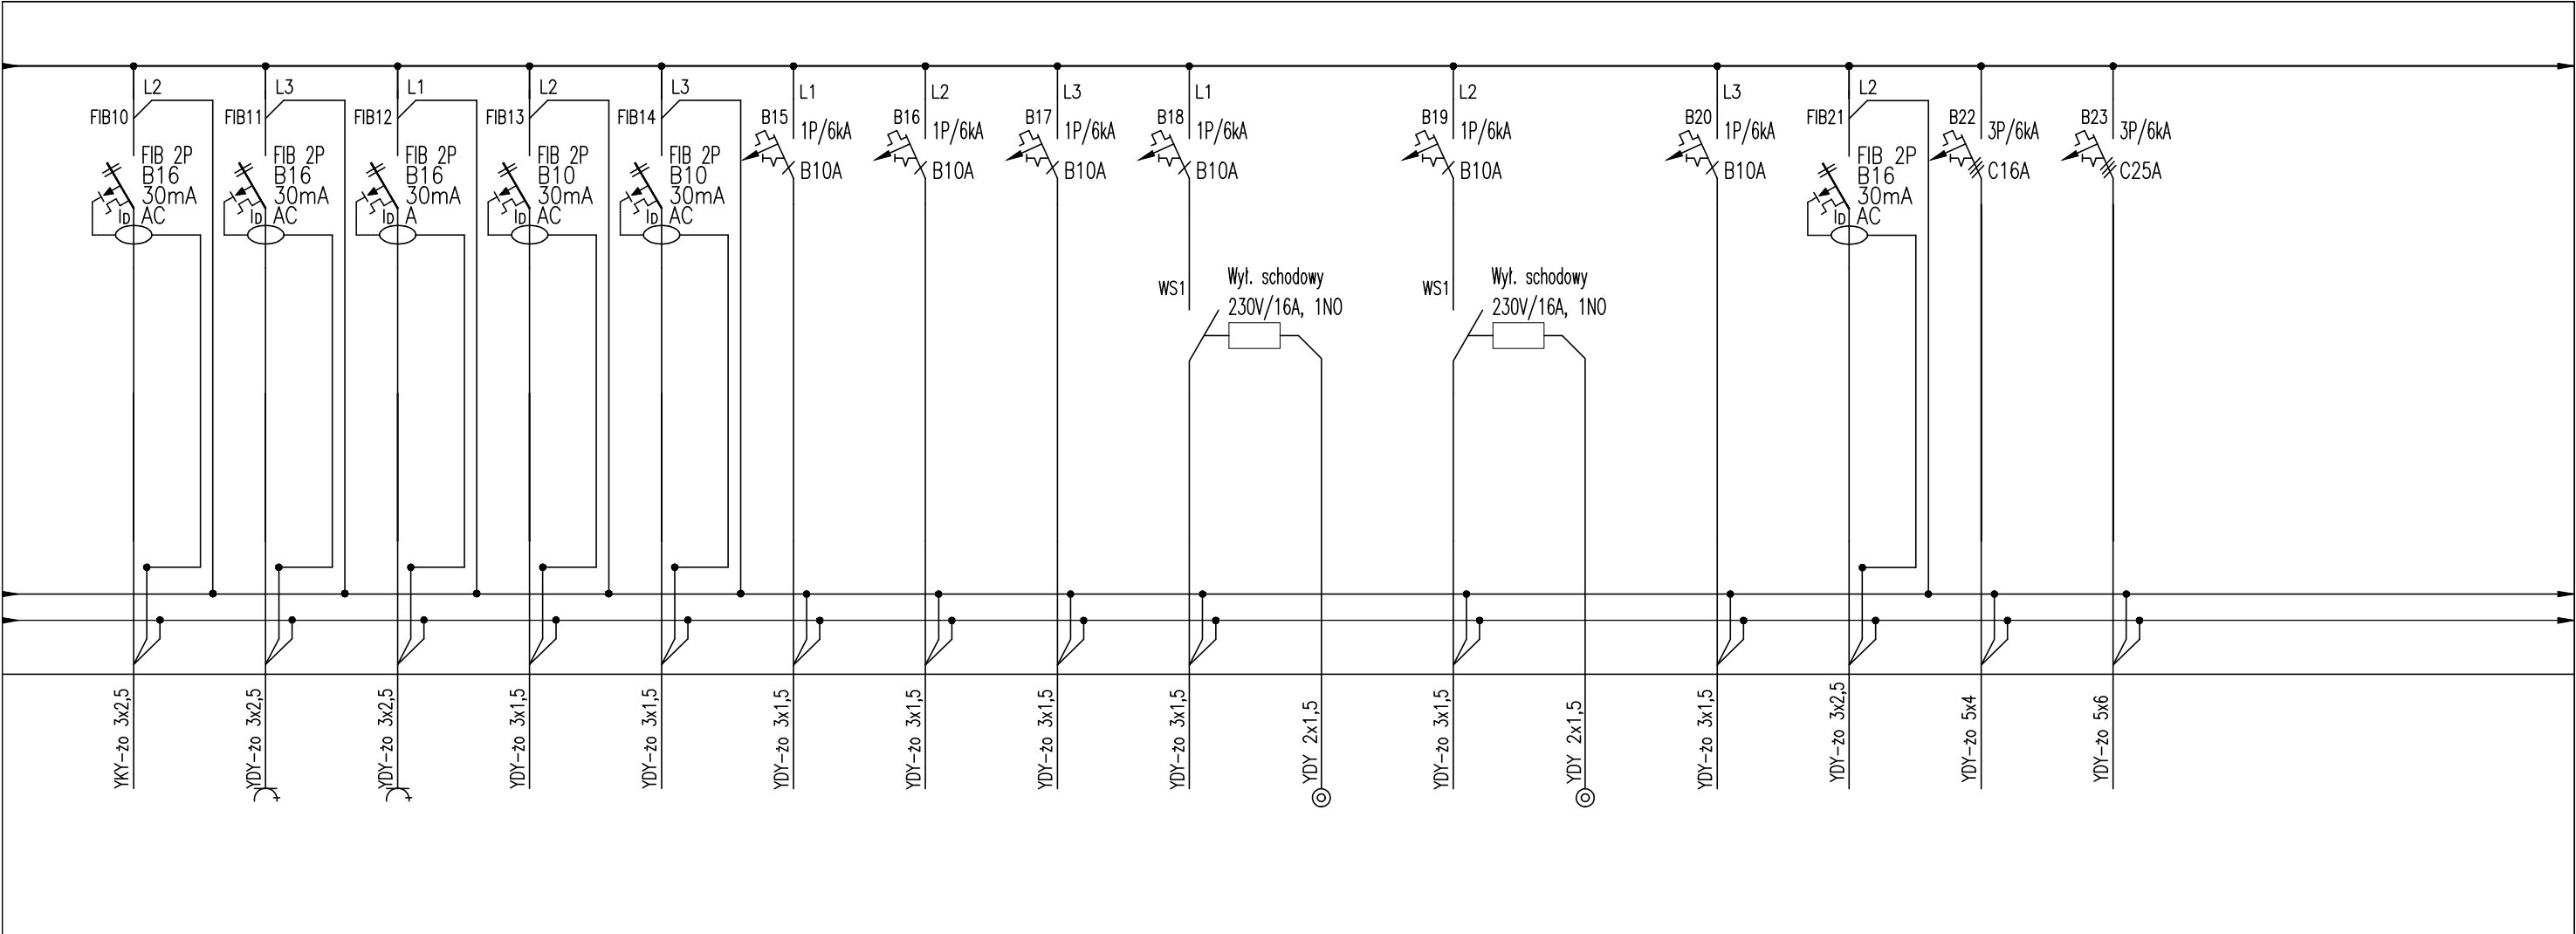 L2
FIB10
FIB 2P
B16
30mA
ID AC
L3
FIB11
FIB 2P
B16
30mA
ID AC
L1
FIB12
FIB 2P
B16
30mA
ID A
L2
FIB13
FIB 2P
B10
30mA
ID AC
L3
FIB14
FIB 2P
B10
30mA
ID AC
L1
B15
1P/6kA
B10A
L2
B16
1P/6kA
B10A
L3
B17
1P/6kA
B10A
L1
B18
1P/6kA
B10A
WS1
Wył. schodowy
230V/16A, 1NO
L2
B19
1P/6kA
B10A
WS1
Wył. schodowy
230V/16A, 1NO
L3
B20
1P/6kA
B10A
L2
FIB21
FIB 2P
B16
30mA
ID AC
B22
3P/6kA
C16A
B23
3P/6kA
C25A
YKY-żo 3x2,5
YDY-żo 3x2,5
YDY-żo 3x2,5
YDY-żo 3x1,5
YDY-żo 3x1,5
YDY-żo 3x1,5
YDY-żo 3x1,5
YDY-żo 3x1,5
YDY-żo 3x1,5
YDY 2x1,5
YDY-żo 3x1,5
YDY 2x1,5
YDY-żo 3x1,5
YDY-żo 3x2,5
YDY-żo 5x4
YDY-żo 5x6